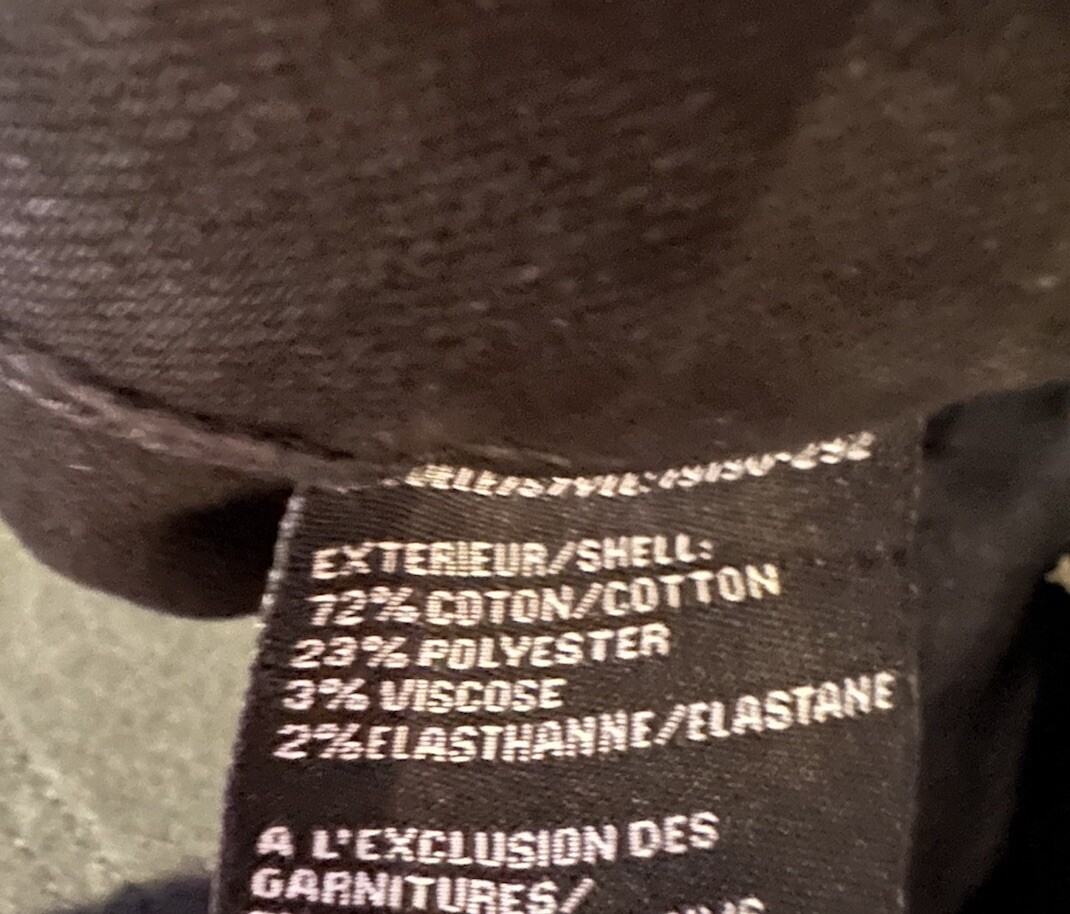 EXTERIEUR/SHELL:
72% COTON/COTTON
23% POLYESTER
3% VISCOSE
2% ELASTHANNE/ELASTANE
A L'EXCLUSION DES
GARNITURES/